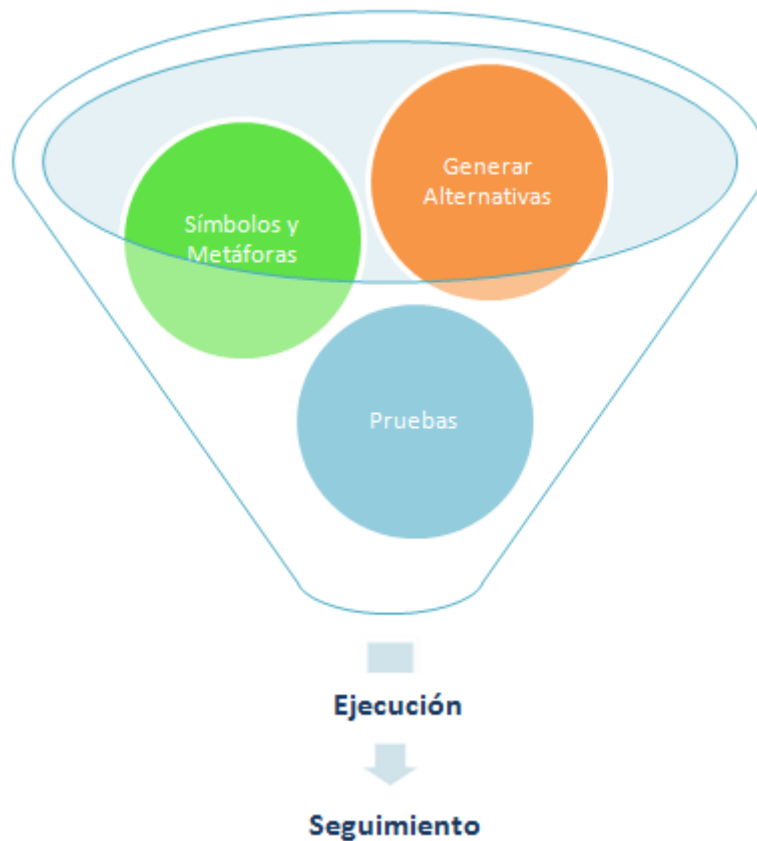 Generar
Alternativas
Símbolos y
Metáforas
Pruebas
Ejecución
Seguimiento